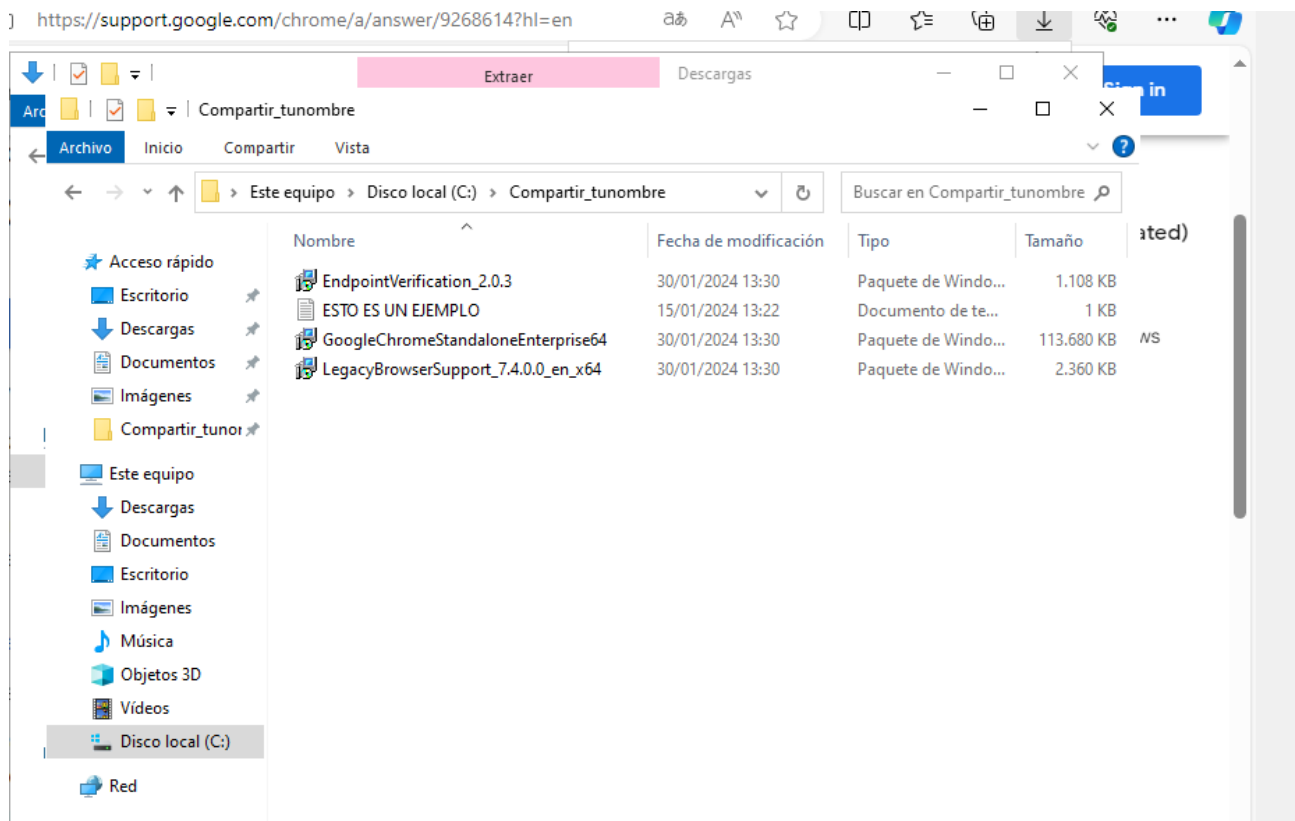 https://support.google.com/chrome/a/answer/9268614?hl=en
Extraer
Descargas
Sign in
Compartir_tunombre
Archivo Inicio Compartir Vista
Este equipo > Disco local (C:) > Compartir_tunombre
Buscar en Compartir_tunombre
Nombre Fecha de modificación Tipo Tamaño
ated)
Acceso rápido
EndpointVerification_2.0.3 30/01/2024 13:30 Paquete de Windo... 1.108 KB
Escritorio
ESTO ES UN EJEMPLO 15/01/2024 13:22 Documento de te... 1 KB
Descargas
GoogleChromeStandaloneEnterprise64 30/01/2024 13:30 Paquete de Windo... 113.680 KB
Documentos
LegacyBrowserSupport_7.4.0.0_en_x64 30/01/2024 13:30 Paquete de Windo... 2.360 KB
Imágenes
Compartir_tunor
Este equipo
Descargas
Documentos
Escritorio
Imágenes
Música
Objetos 3D
Vídeos
Disco local (C:)
Red